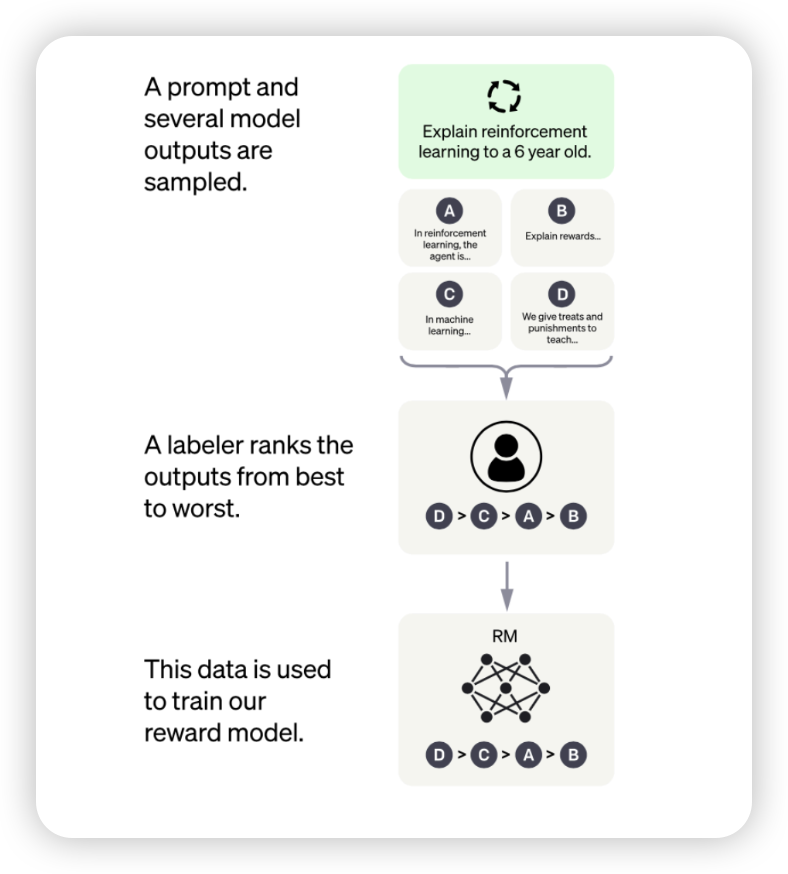 A prompt and
several model
outputs are
sampled.
Explain reinforcement
learning to a 6 year old.
A
In reinforcement
learning, the
agent is...
B
Explain rewards...
C
In machine
learning...
D
We give treats and
punishments to
teach...
A labeler ranks the
outputs from best
to worst.
D > C > A > B
This data is used
to train our
reward model.
RM
D > C > A > B